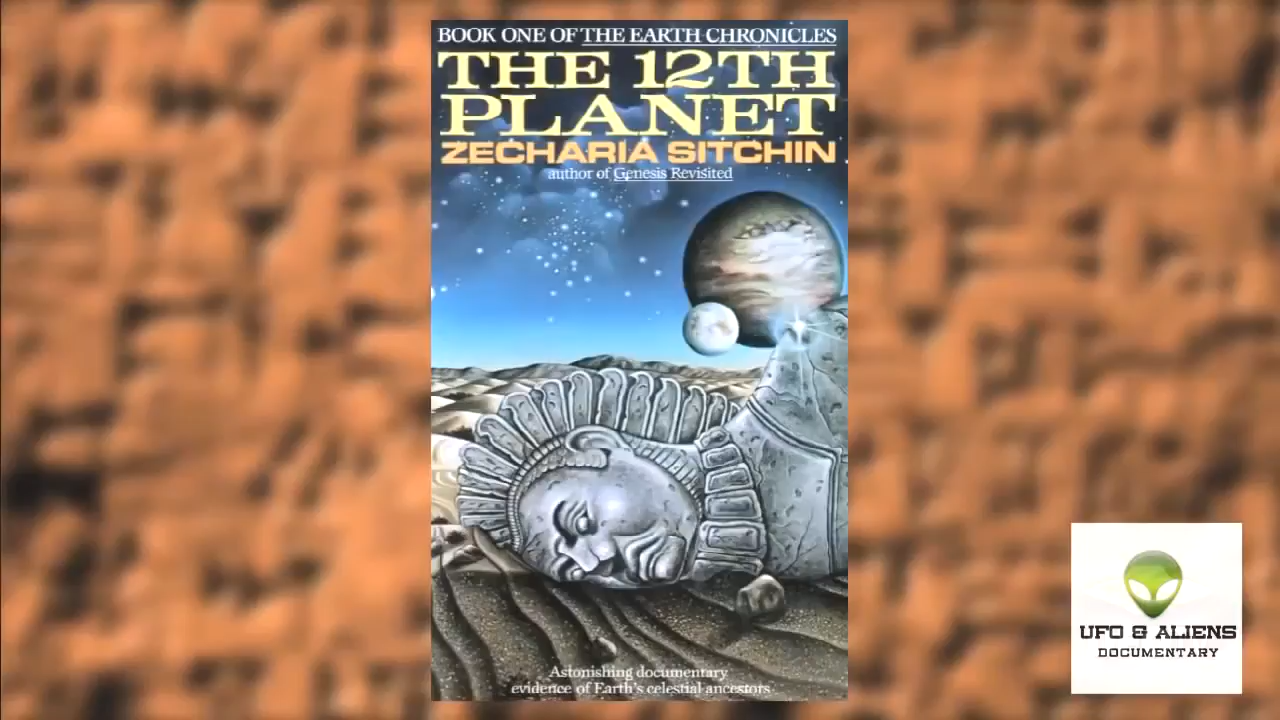 BOOK ONE OF THE EARTH CHRONICLES
THE 12TH
PLANET
ZECHARIA SITCHIN
author of Genesis Revisited
Astonishing documentary
evidence of Earth's celestial ancestors
UFO & ALIENS
DOCUMENTARY